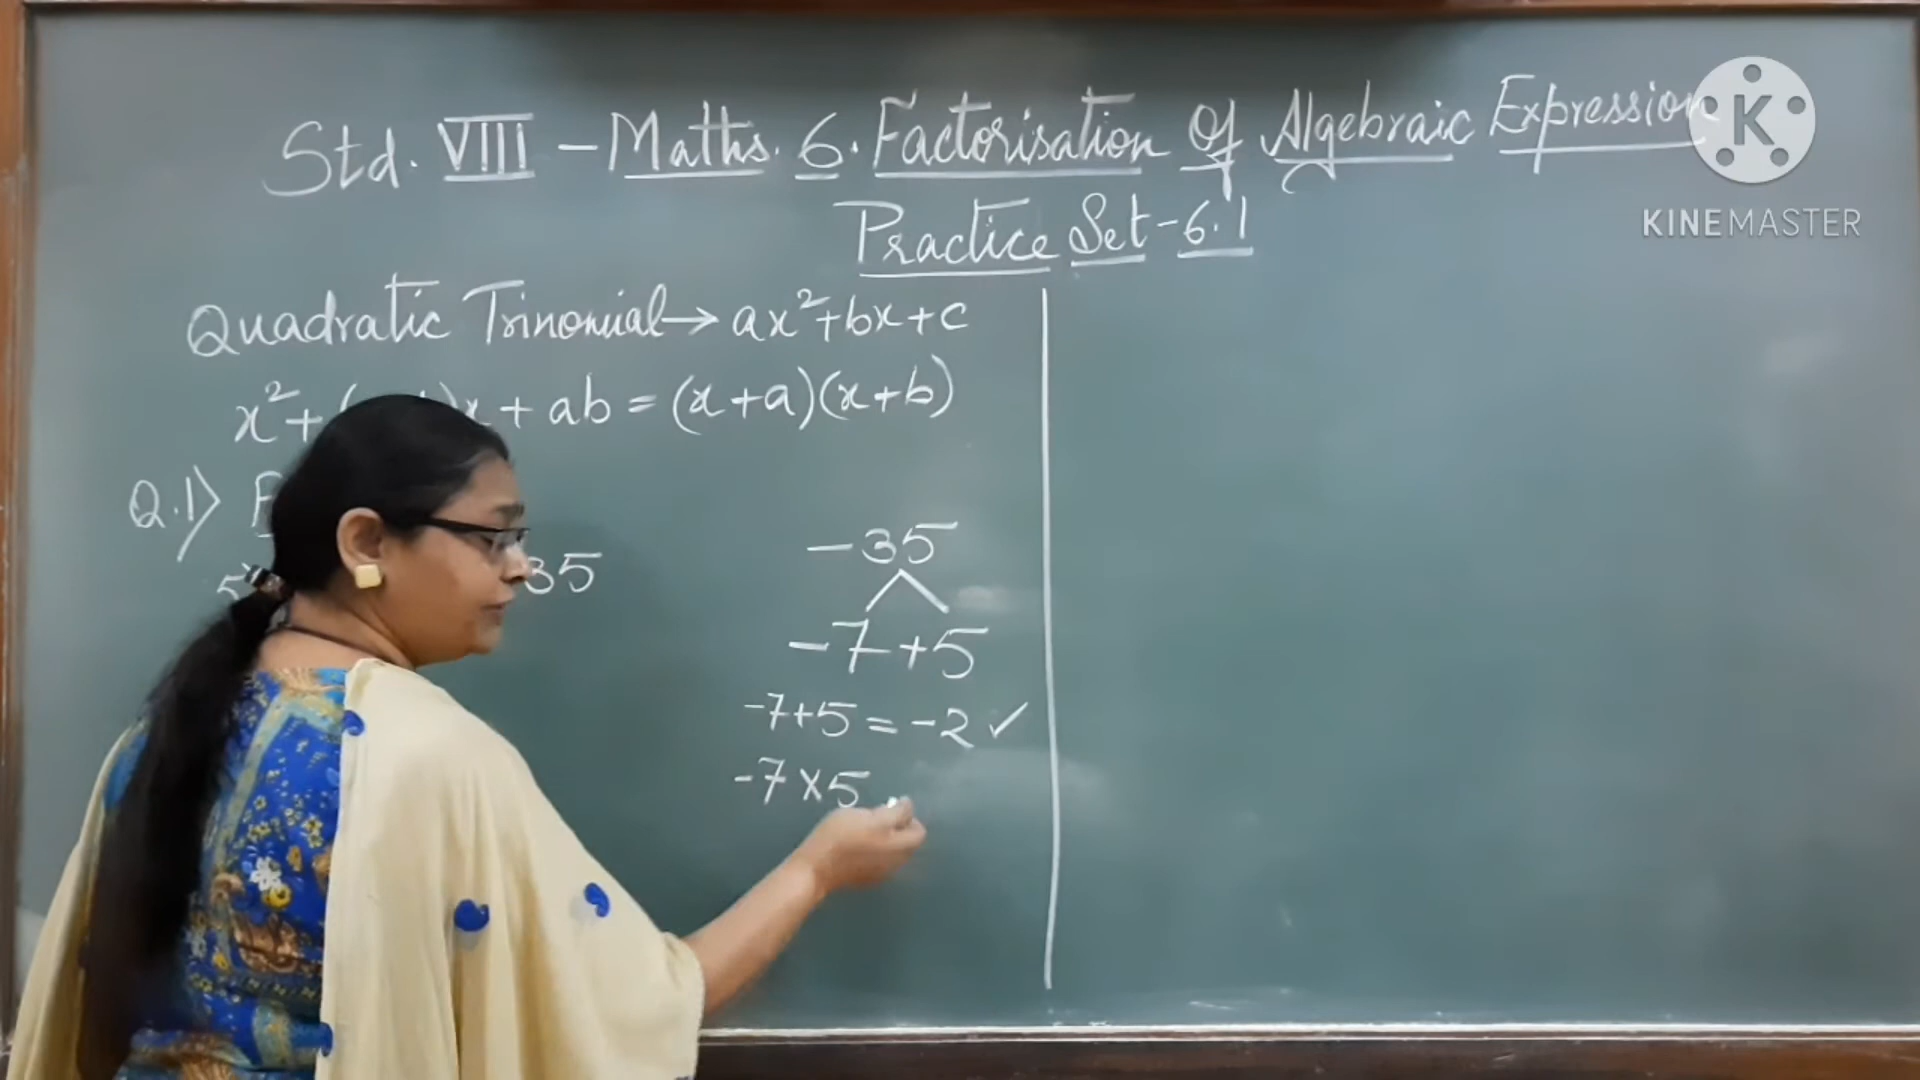 Std. VIII – Maths. 6. Factorisation Of Algebraic Expression
Practice Set - 6.1
Quadratic Trinomial → ax²+bx+c
x²+ x + ab = (x+a)(x+b)
Q.1)
35
-35
-7 +5
-7+5 = -2 ✓
-7×5
K
KINEMASTER